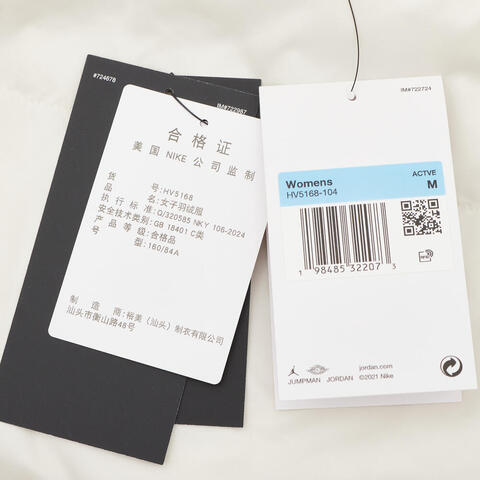 #724678
IM#722987
合格证
美国 NIKE 公司监制
货 号:HV5168
品 名:女子羽绒服
执行标准:Q/320585 NKY 106-2024
安全技术类别:GB 18401 C类
产品等级:合格品
号 型:160/84A
制 造 商:裕美(汕头)制衣有限公司
汕头市衡山路48号
IM#722724
Womens
HV5168-104
ACTVE
M
1 98485 32207 3
RFID
JUMPMAN JORDAN
jordan.com
©2021 Nike